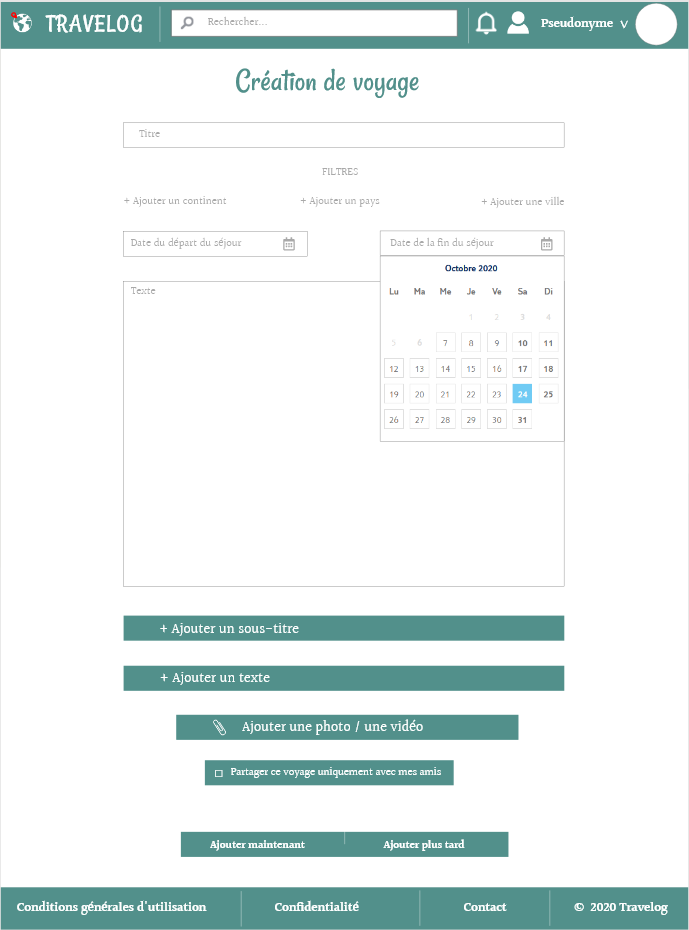 TRAVELOG
Rechercher...
Pseudonyme v
Création de voyage
Titre
FILTRES
+ Ajouter un continent
+ Ajouter un pays
+ Ajouter une ville
Date du départ du séjour
Date de la fin du séjour
Octobre 2020
Lu Ma Me Je Ve Sa Di
1 2 3 4
5 6 7 8 9 10 11
12 13 14 15 16 17 18
19 20 21 22 23 24 25
26 27 28 29 30 31
Texte
+ Ajouter un sous-titre
+ Ajouter un texte
Ajouter une photo / une vidéo
Partager ce voyage uniquement avec mes amis
Ajouter maintenant
Ajouter plus tard
Conditions générales d'utilisation
Confidentialité
Contact
© 2020 Travelog